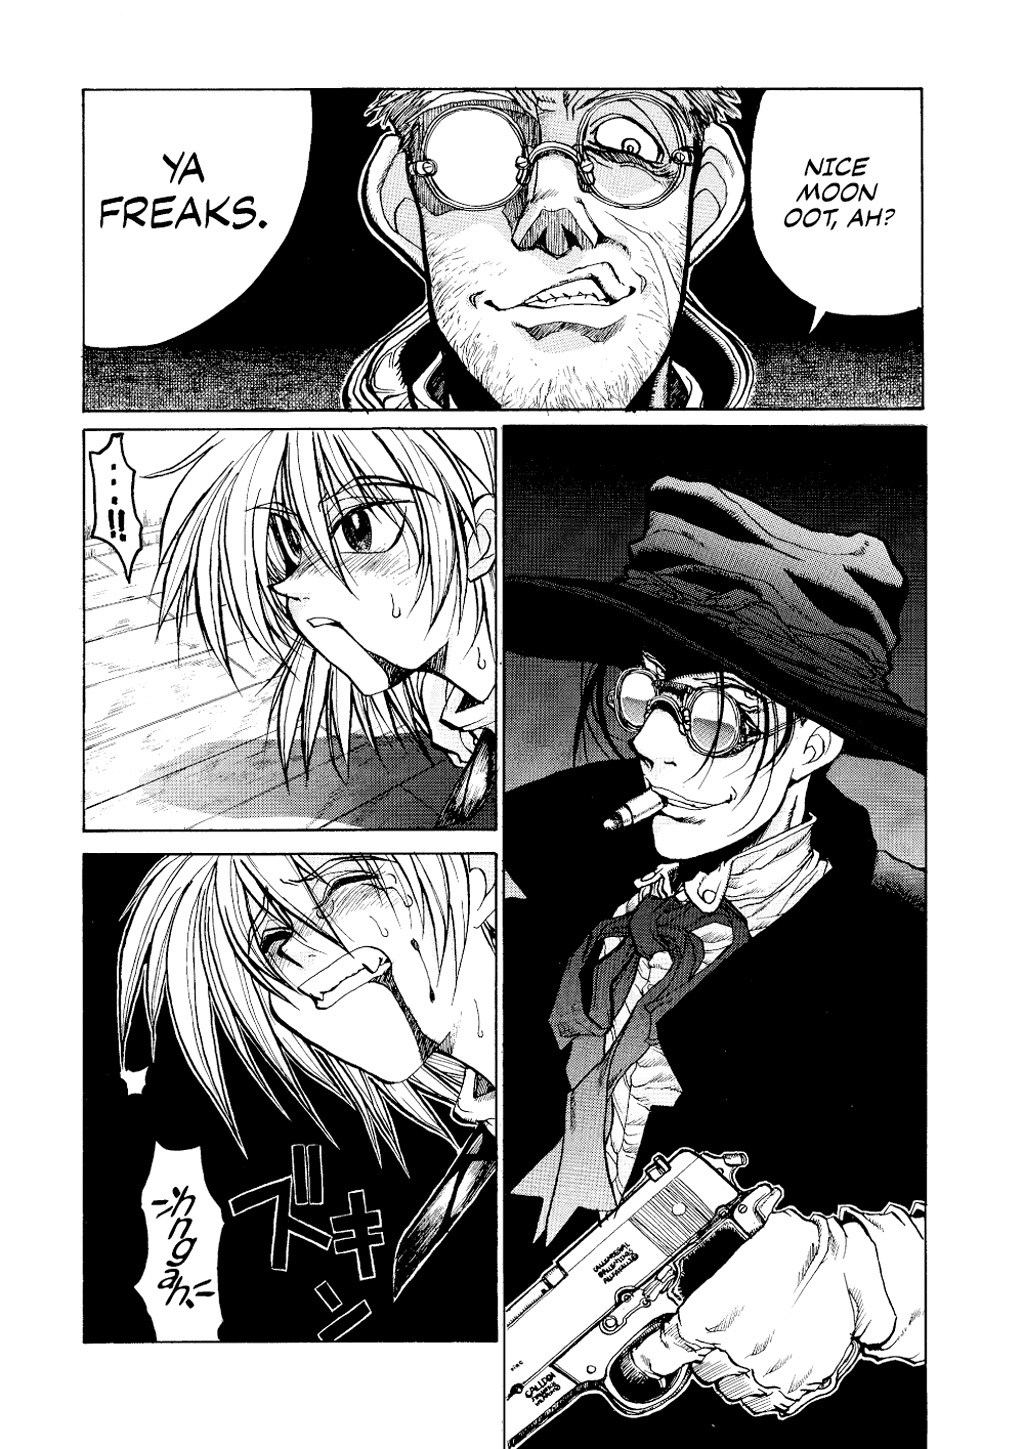 NICE
MOON
OOT, AH?
YA
FREAKS.
...!!
ズキン
hngah